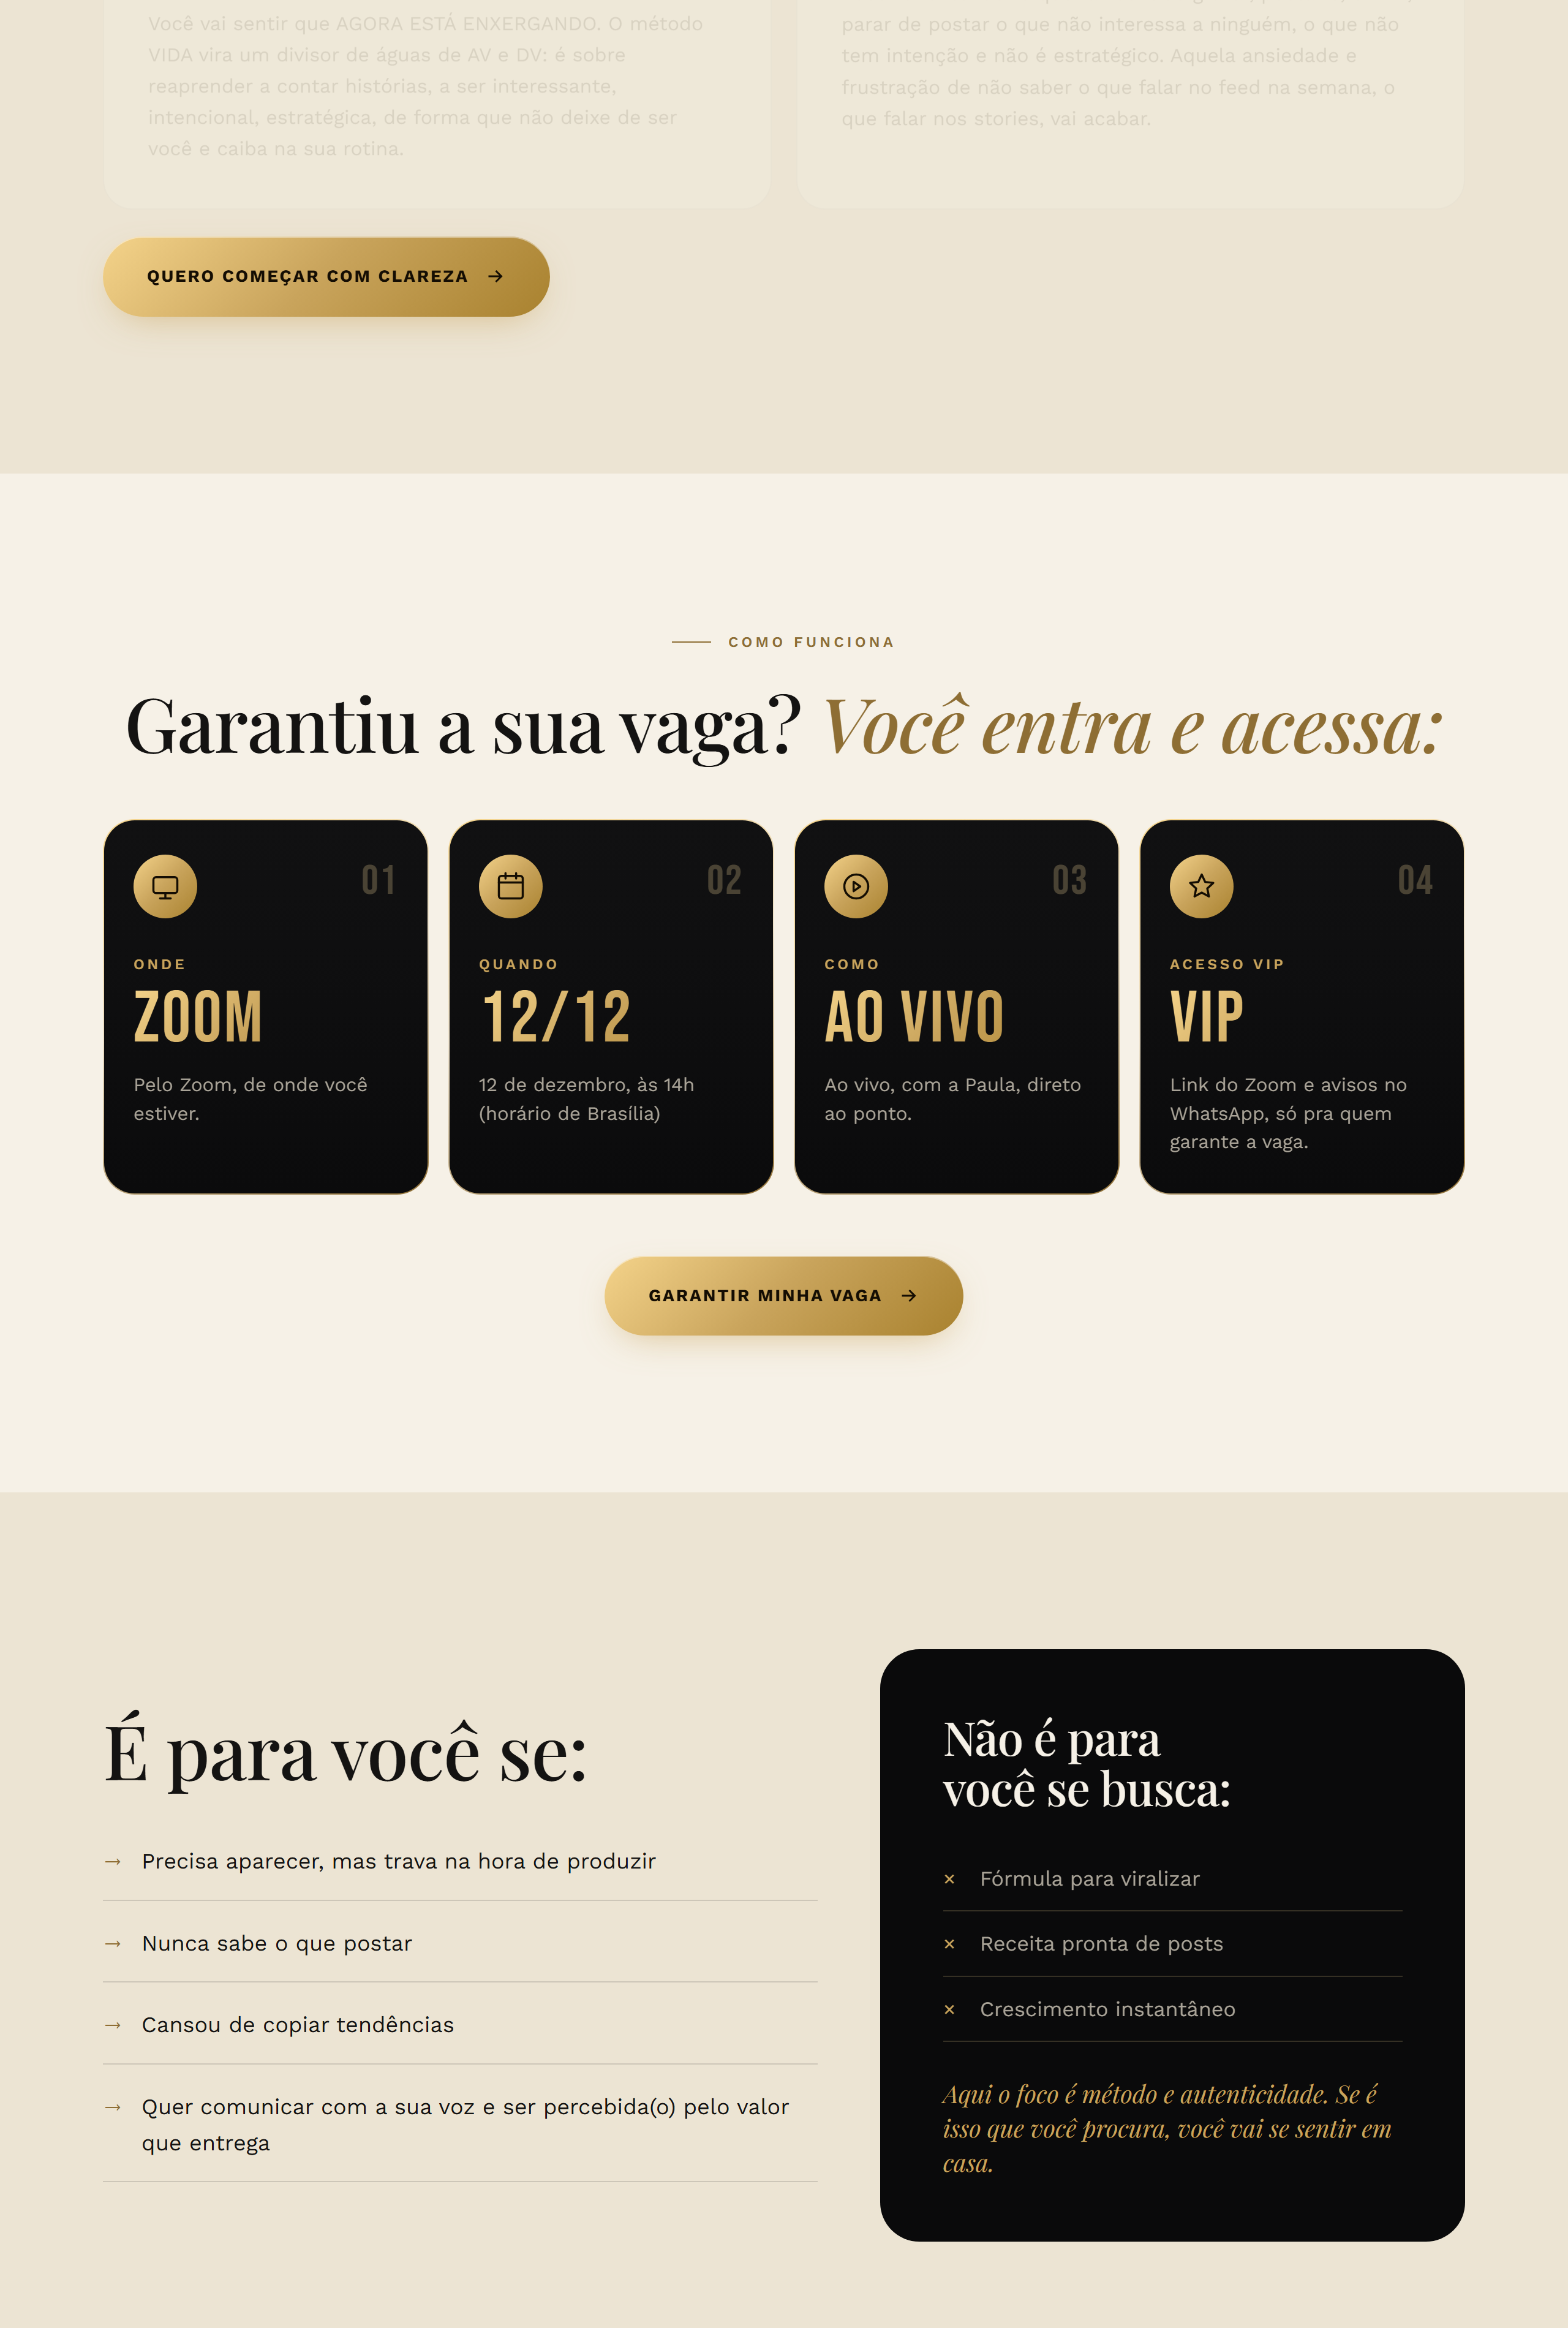 Você vai sentir que AGORA ESTÁ ENXERGANDO. O método
VIDA vira um divisor de águas de AV e DV: é sobre
reaprender a contar histórias, a ser interessante,
intencional, estratégica, de forma que não deixe de ser
você e caiba na sua rotina.
parar de postar o que não interessa a ninguém, o que não
tem intenção e não é estratégico. Aquela ansiedade e
frustração de não saber o que falar no feed na semana, o
que falar nos stories, vai acabar.
QUERO COMEÇAR COM CLAREZA →
COMO FUNCIONA
Garantiu a sua vaga? Você entra e acessa:
01
ONDE
ZOOM
Pelo Zoom, de onde você
estiver.
02
QUANDO
12/12
12 de dezembro, às 14h
(horário de Brasília)
03
COMO
AO VIVO
Ao vivo, com a Paula, direto
ao ponto.
04
ACESSO VIP
VIP
Link do Zoom e avisos no
WhatsApp, só pra quem
garante a vaga.
GARANTIR MINHA VAGA →
É para você se:
→ Precisa aparecer, mas trava na hora de produzir
→ Nunca sabe o que postar
→ Cansou de copiar tendências
→ Quer comunicar com a sua voz e ser percebida(o) pelo valor
que entrega
Não é para
você se busca:
× Fórmula para viralizar
× Receita pronta de posts
× Crescimento instantâneo
Aqui o foco é método e autenticidade. Se é
isso que você procura, você vai se sentir em
casa.